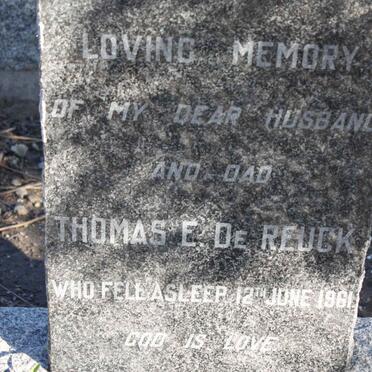 LOVING MEMORY
OF MY DEAR HUSBAND
AND DAD
THOMAS E. DE REUCK
WHO FELL ASLEEP 12TH JUNE 1961
GOD IS LOVE